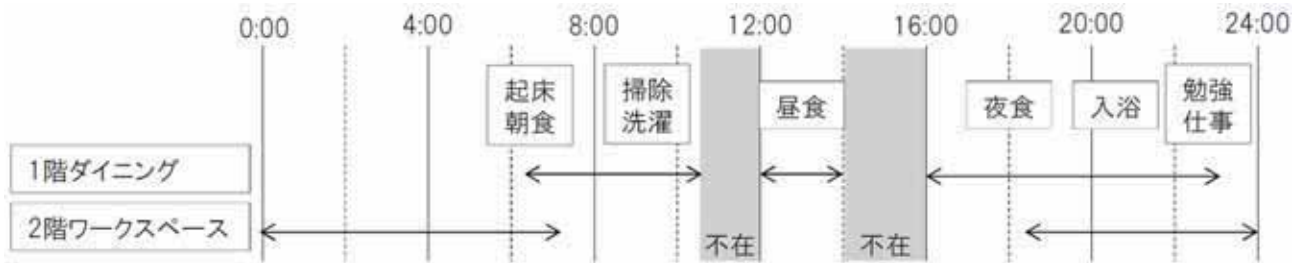 0:00 4:00 8:00 12:00 16:00 20:00 24:00
起床
朝食
掃除
洗濯
昼食
夜食
入浴
勉強
仕事
1階ダイニング
2階ワークスペース
不在
不在